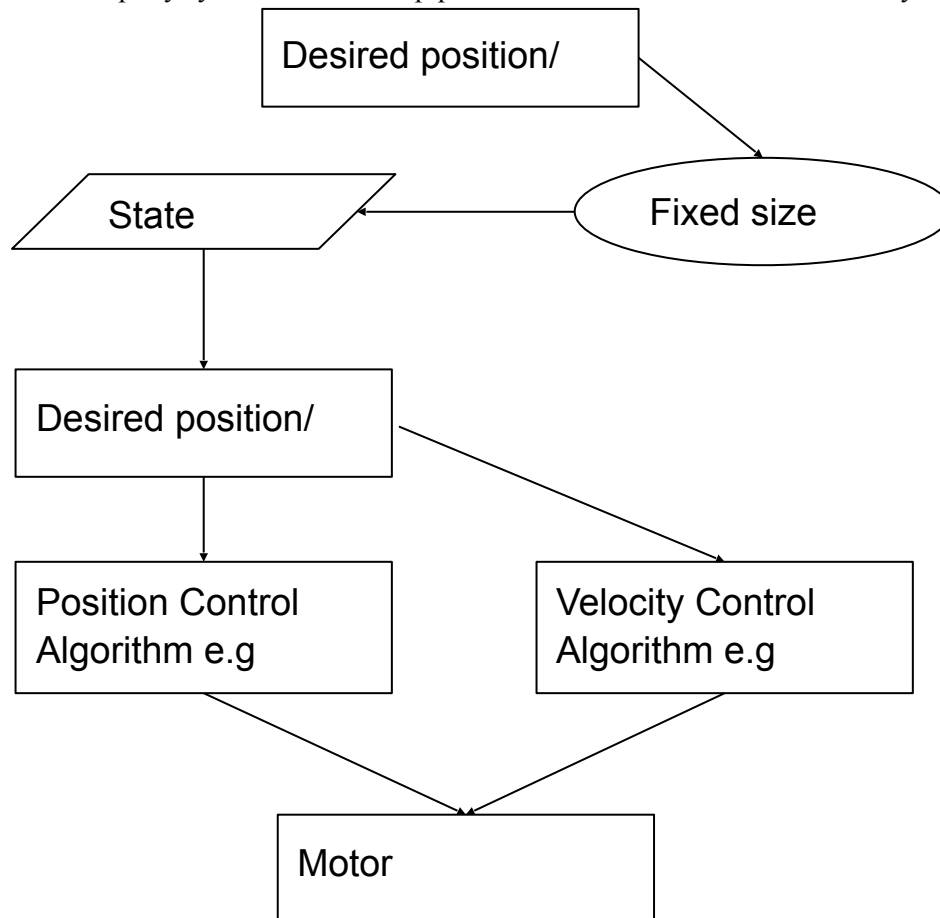 Desired position/
Fixed size
State
Desired position/
Position Control
Algorithm e.g
Velocity Control
Algorithm e.g
Motor